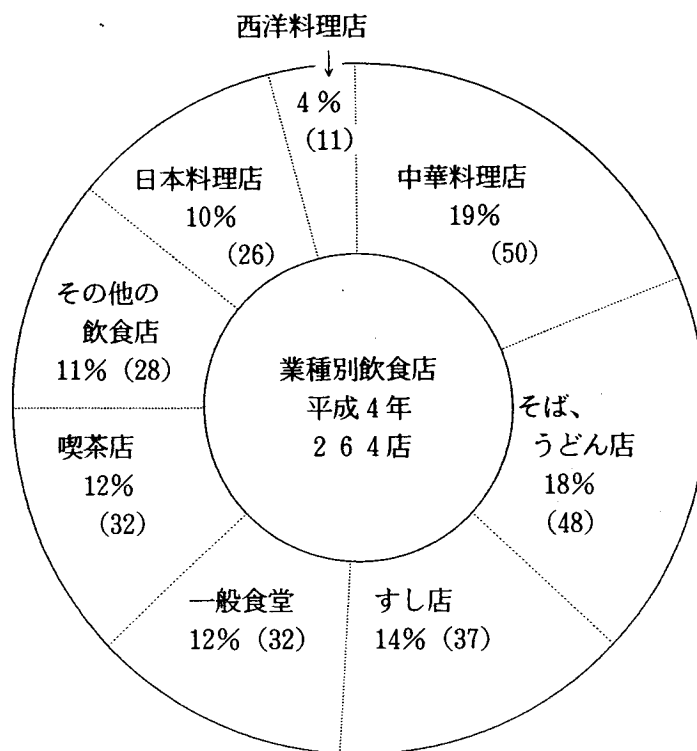 西洋料理店
↓
4%
(11)
中華料理店
19%
(50)
そば、
うどん店
18%
(48)
すし店
14% (37)
一般食堂
12% (32)
喫茶店
12%
(32)
その他の
飲食店
11% (28)
日本料理店
10%
(26)
業種別飲食店
平成4年
264店